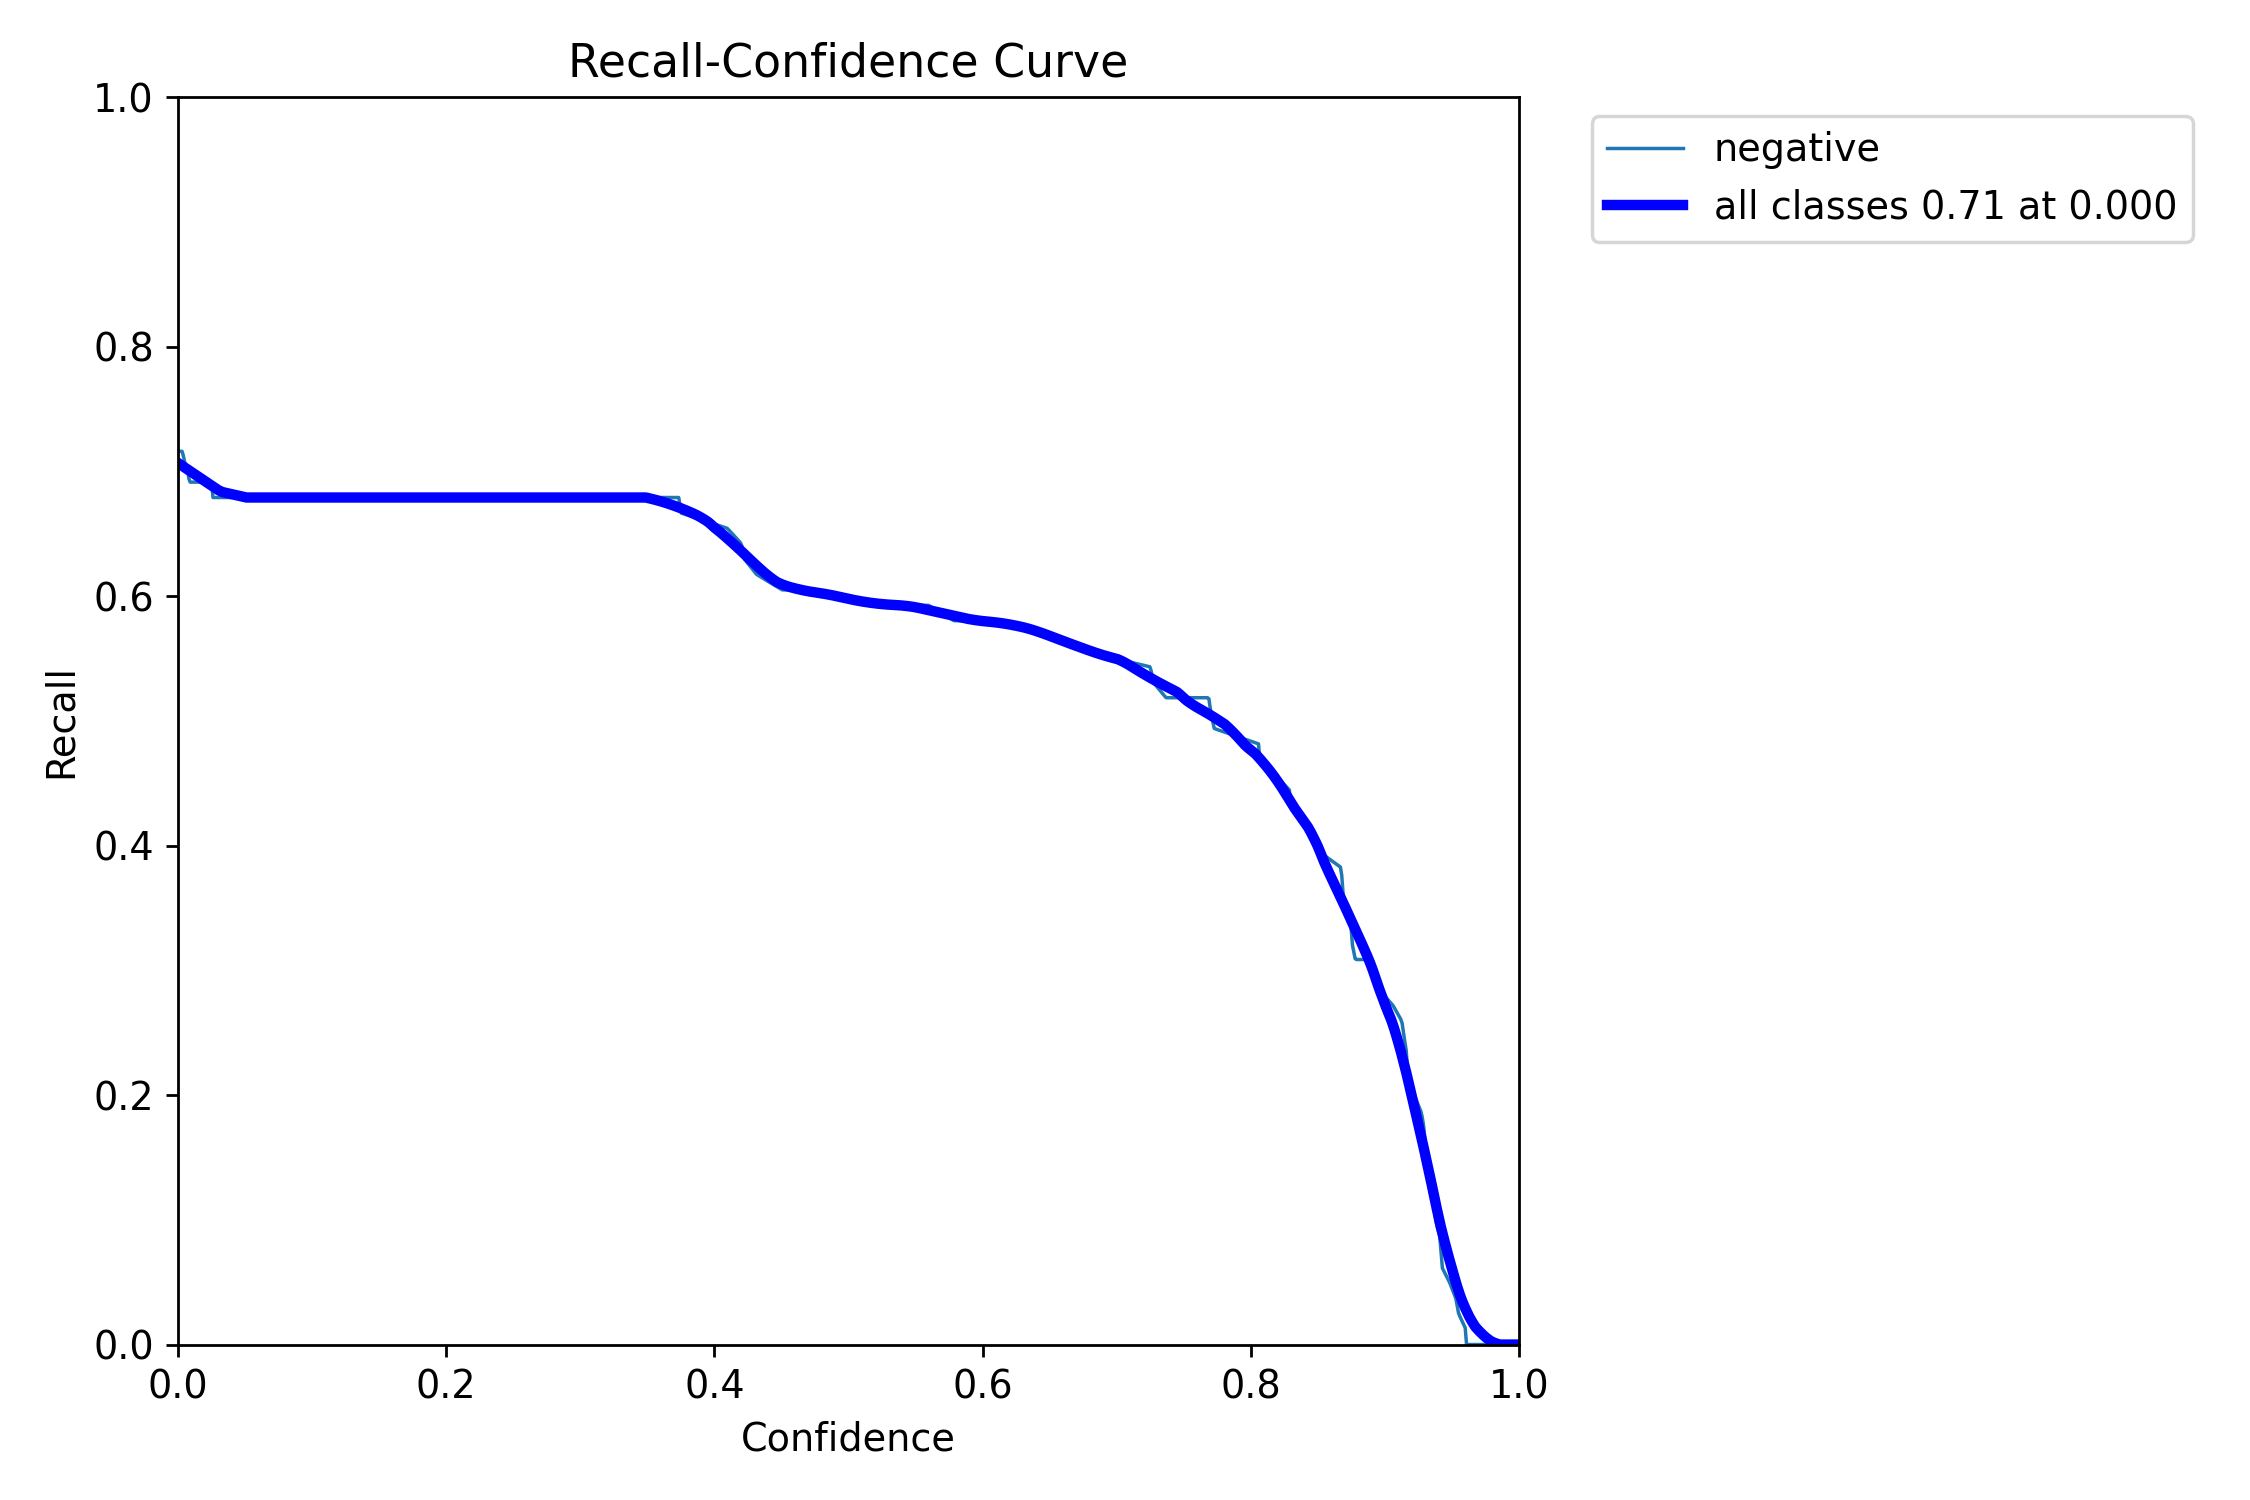 Recall-Confidence Curve
1.0
0.8
0.6
0.4
0.2
0.0
Recall
0.0 0.2 0.4 0.6 0.8 1.0
Confidence
negative
all classes 0.71 at 0.000